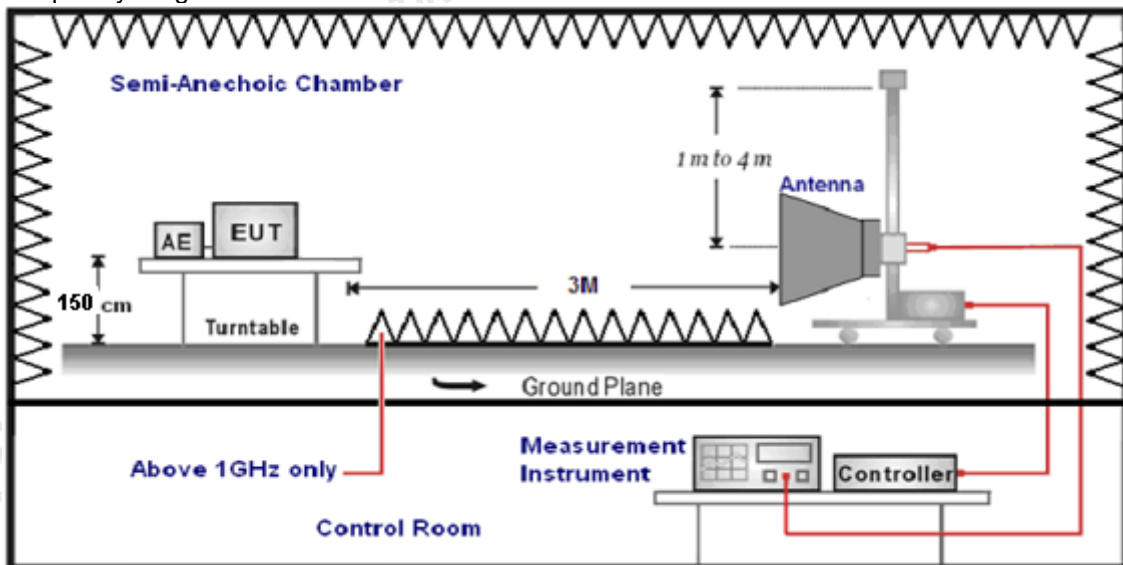 Semi-Anechoic Chamber
1 m to 4 m
Antenna
AE
EUT
150 cm
3M
Turntable
Ground Plane
Above 1GHz only
Measurement
Instrument
Controller
Control Room